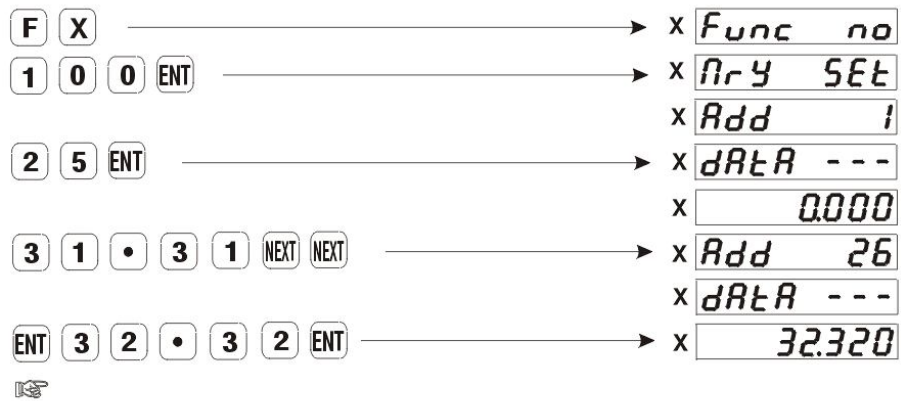 F X X Func no
1 0 0 ENT X Mry SEt
X Add 1
2 5 ENT X dAtA ---
X 0.000
3 1 • 3 1 NEXT NEXT X Add 26
X dAtA ---
ENT 3 2 • 3 2 ENT X 32.320